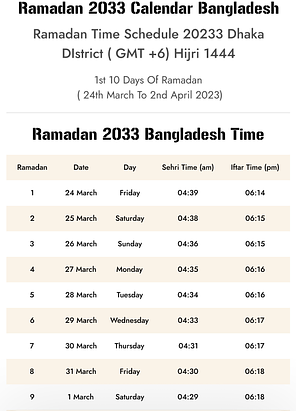 Ramadan 2033 Calendar Bangladesh
Ramadan Time Schedule 20233 Dhaka
DIstrict ( GMT +6) Hijri 1444
1st 10 Days Of Ramadan
( 24th March To 2nd April 2023)
Ramadan 2033 Bangladesh Time
Ramadan Date Day Sehri Time (am) Iftar Time (pm)
1 24 March Friday 04:39 06:14
2 25 March Saturday 04:38 06:15
3 26 March Sunday 04:36 06:15
4 27 March Monday 04:35 06:16
5 28 March Tuesday 04:34 06:16
6 29 March Wednesday 04:33 06:17
7 30 March Thursday 04:31 06:17
8 31 March Friday 04:30 06:18
9 1 March Saturday 04:29 06:18